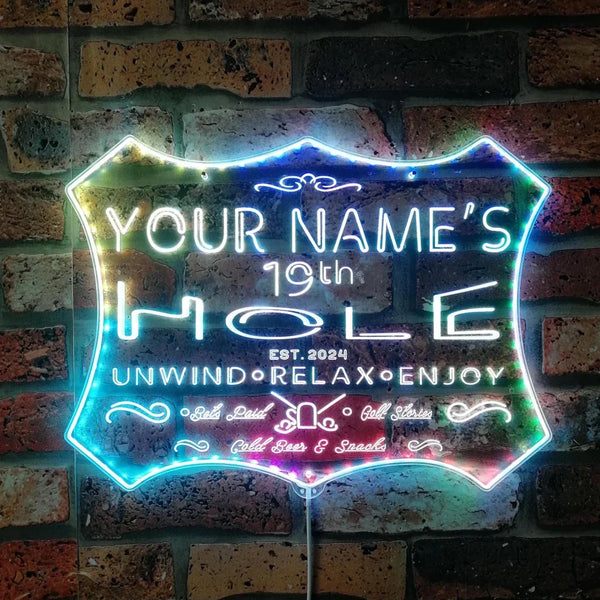 YOUR NAME'S
19th
HOLE
EST. 2024
UNWIND•RELAX•ENJOY
•Bets Paid • Golf Stories
Cold Beer & Snacks